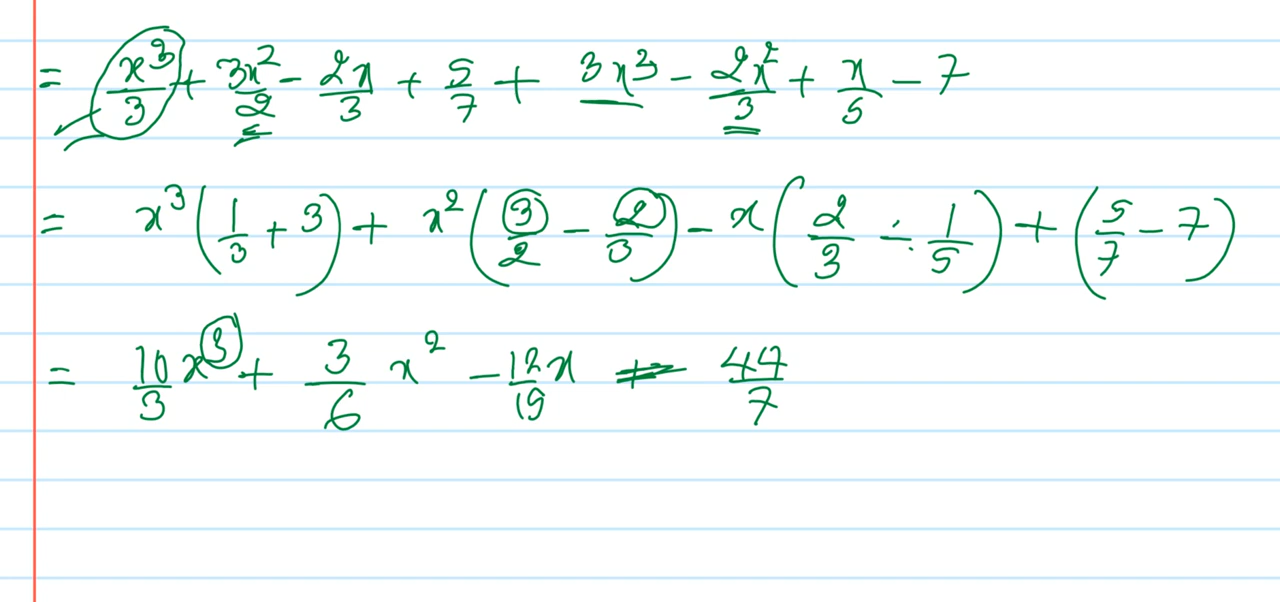 = x³/3 + 3x²/2 - 2x/3 + 5/7 + 3x³ - 2x²/3 + x/5 - 7
= x³(1/3 + 3) + x²(3/2 - 2/3) - x(2/3 ÷ 1/5) + (5/7 - 7)
= 10/3 x³ + 3/6 x² - 12x/19 - 44/7